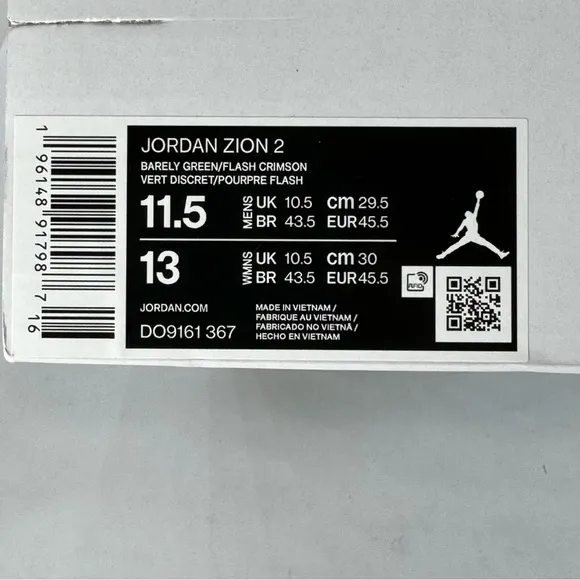 JORDAN ZION 2
BARELY GREEN/FLASH CRIMSON
VERT DISCRET/POURPRE FLASH
11.5 MENS UK 10.5 cm 29.5
BR 43.5 EUR 45.5
13 WMNS UK 10.5 cm 30
BR 43.5 EUR 45.5
JORDAN.COM
DO9161 367
MADE IN VIETNAM /
FABRIQUE AU VIETNAM /
FABRICADO NO VIETNÃ /
HECHO EN VIETNAM
RFID
1 96148 91798 7 16